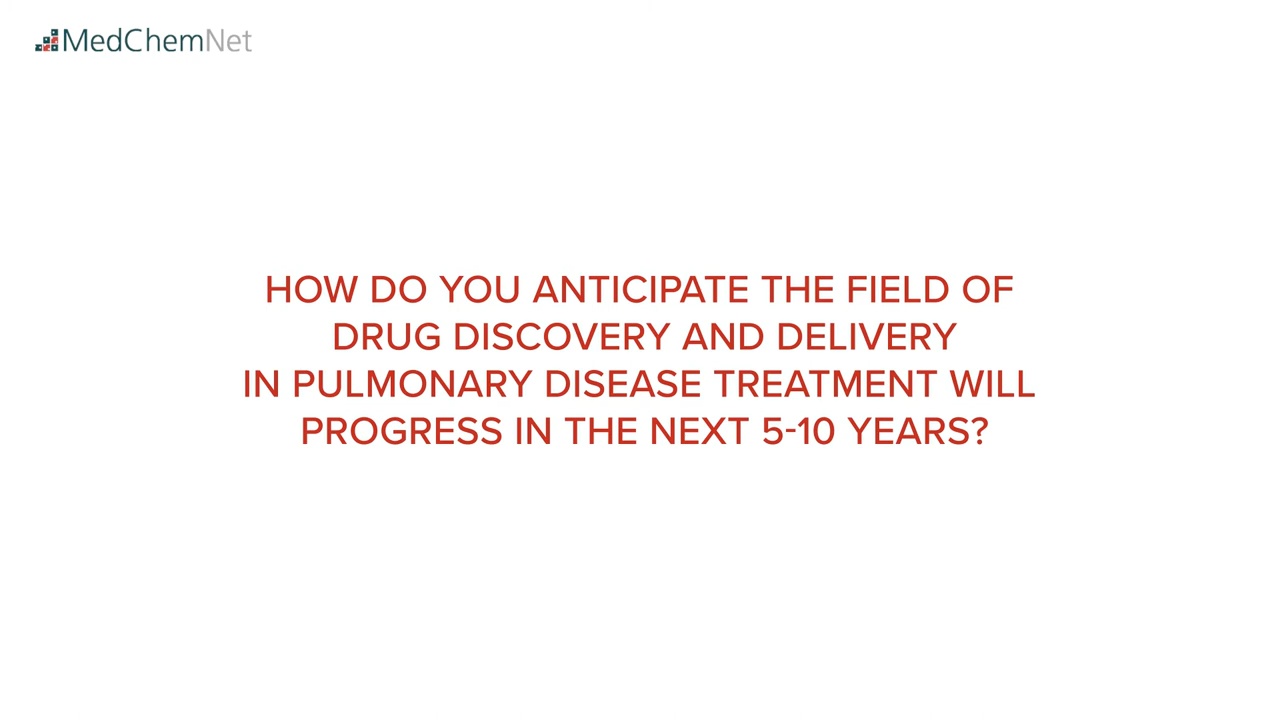 MedChemNet
HOW DO YOU ANTICIPATE THE FIELD OF
DRUG DISCOVERY AND DELIVERY
IN PULMONARY DISEASE TREATMENT WILL
PROGRESS IN THE NEXT 5-10 YEARS?